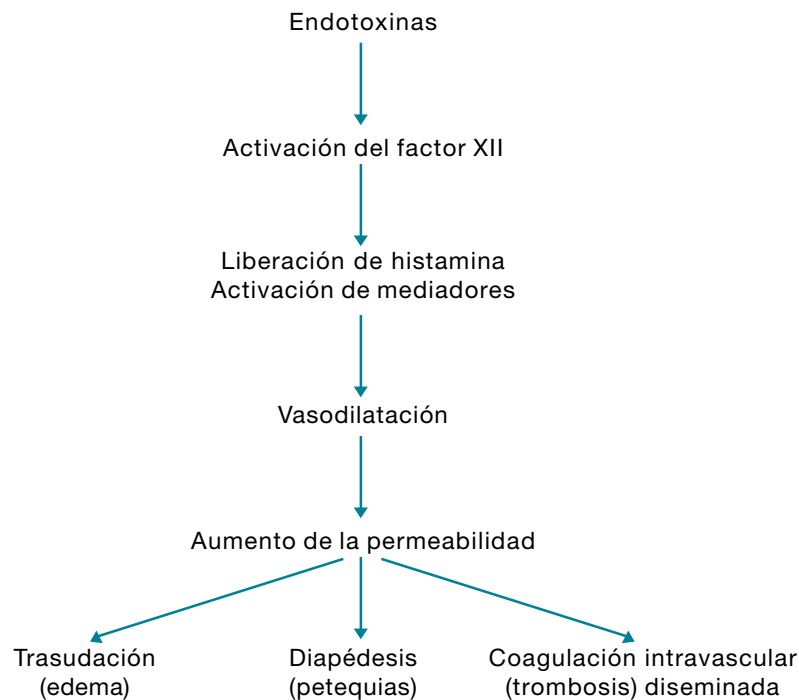 Endotoxinas
Activación del factor XII
Liberación de histamina
Activación de mediadores
Vasodilatación
Aumento de la permeabilidad
Trasudación
(edema)
Diapédesis
(petequias)
Coagulación intravascular
(trombosis) diseminada